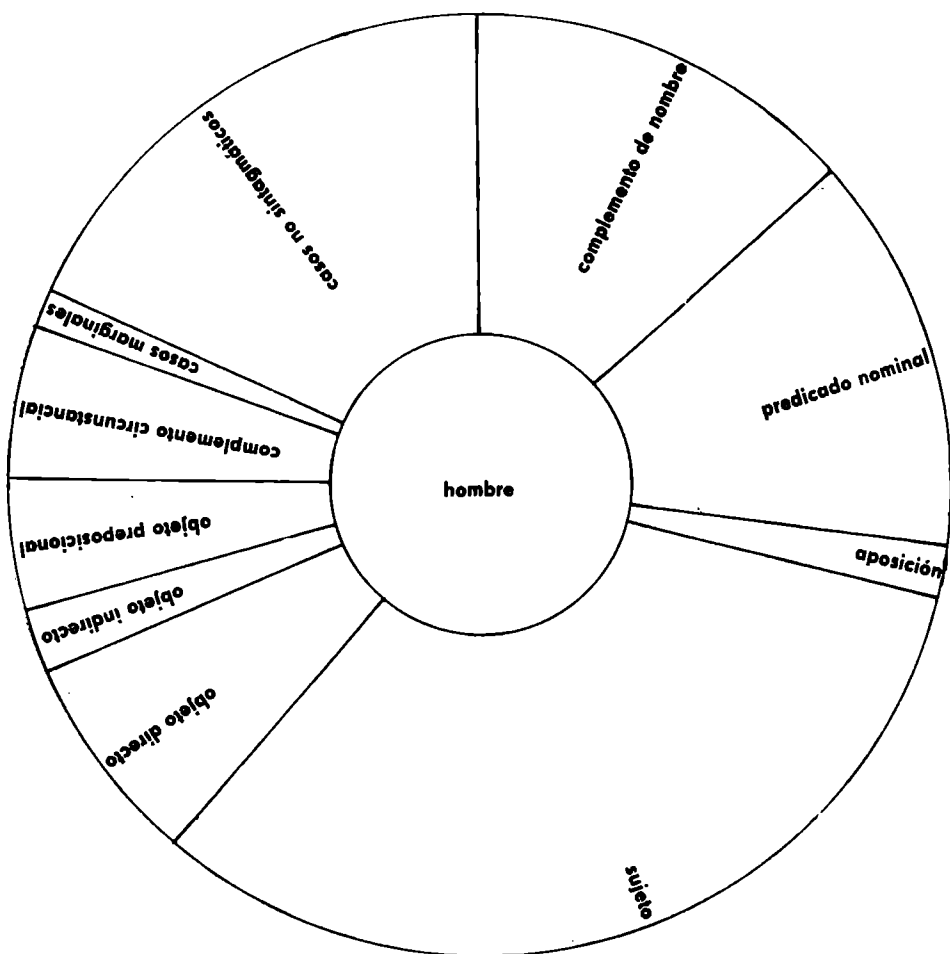 complemento de nombre
predicado nominal
aposición
sujeto
objeto directo
objeto indirecto
objeto preposicional
complemento circunstancial
casos marginales
casos no sintagmáticos
hombre